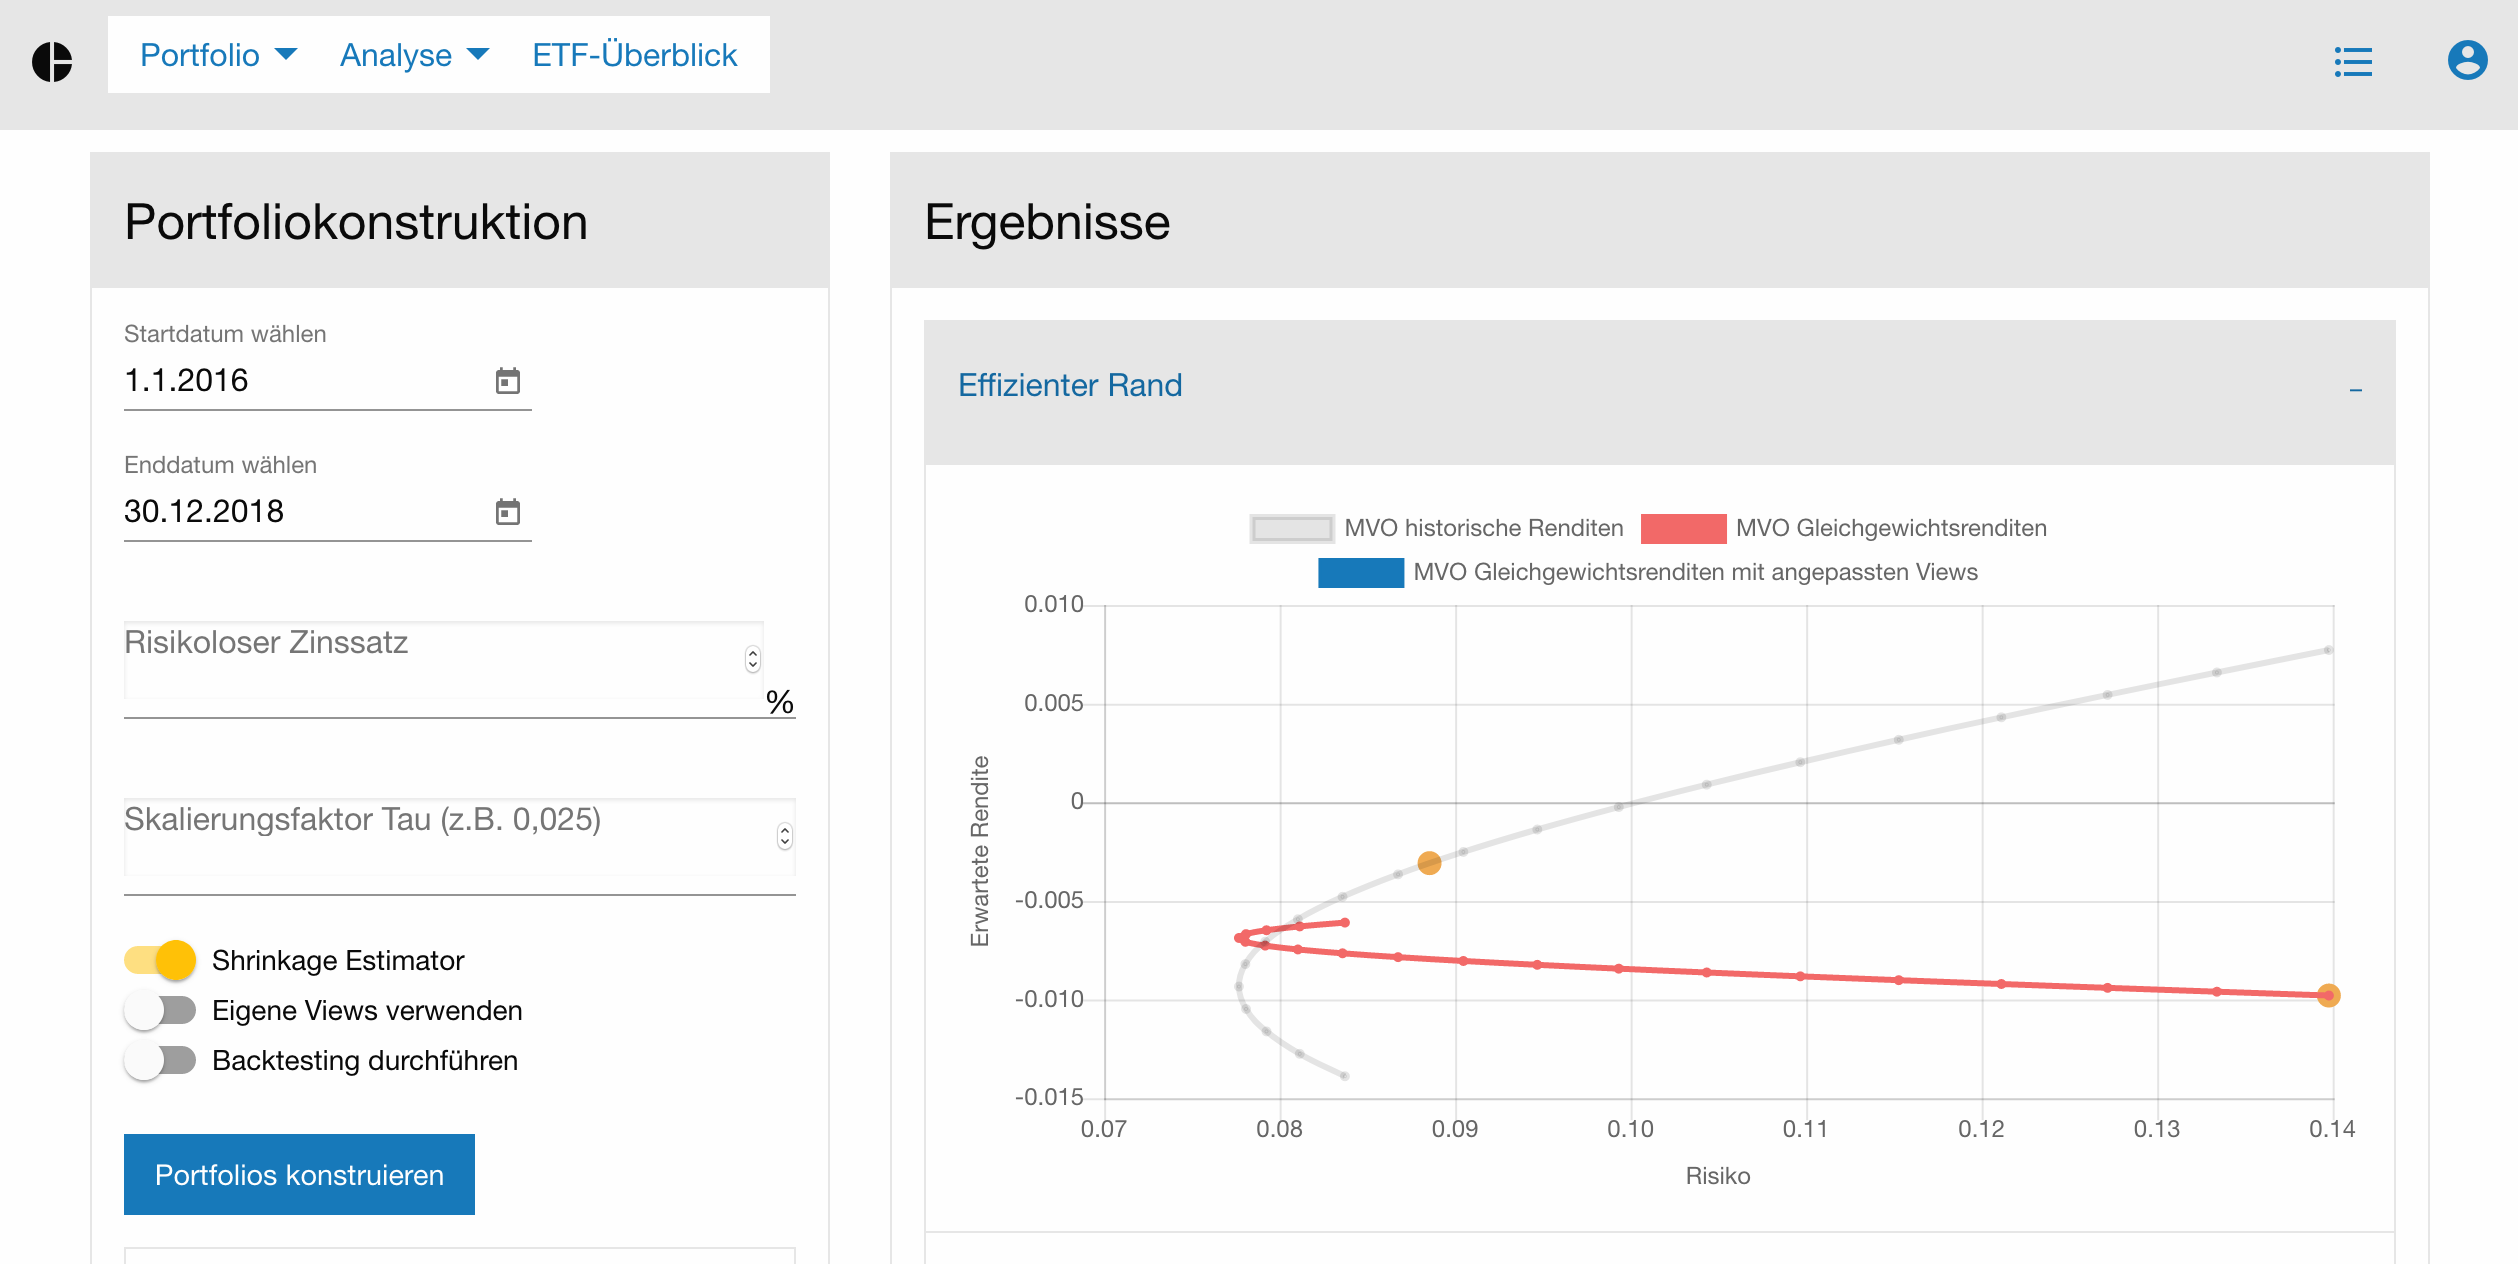 Portfolio Analyse ETF-Überblick
Portfoliokonstruktion
Startdatum wählen
1.1.2016
Enddatum wählen
30.12.2018
Risikoloser Zinssatz
%
Skalierungsfaktor Tau (z.B. 0,025)
Shrinkage Estimator
Eigene Views verwenden
Backtesting durchführen
Portfolios konstruieren
Ergebnisse
Effizienter Rand
MVO historische Renditen MVO Gleichgewichtsrenditen
MVO Gleichgewichtsrenditen mit angepassten Views
Erwartete Rendite
0.010
0.005
0
-0.005
-0.010
-0.015
0.07 0.08 0.09 0.10 0.11 0.12 0.13 0.14
Risiko